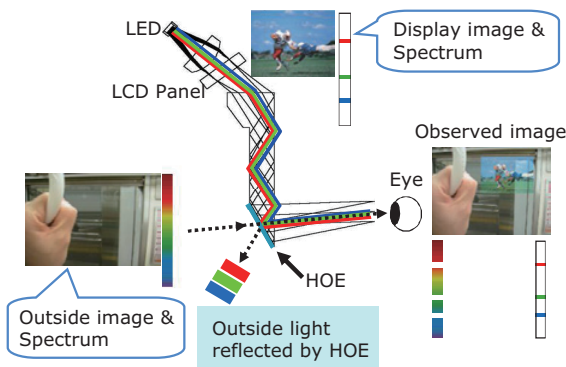 LED
Display image &
Spectrum
LCD Panel
Observed image
Eye
HOE
Outside image &
Spectrum
Outside light
reflected by HOE